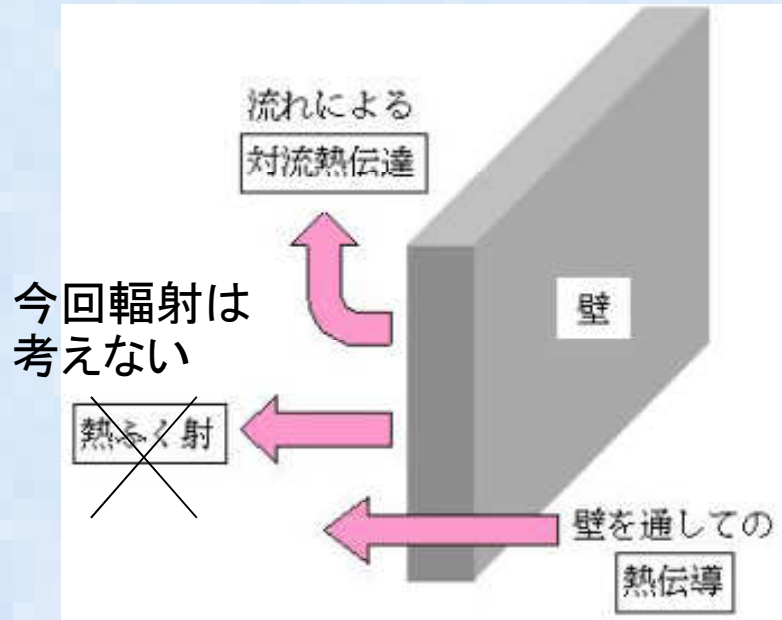 流れによる
対流熱伝達
今回輻射は
考えない
壁
熱ふく射
壁を通しての
熱伝導